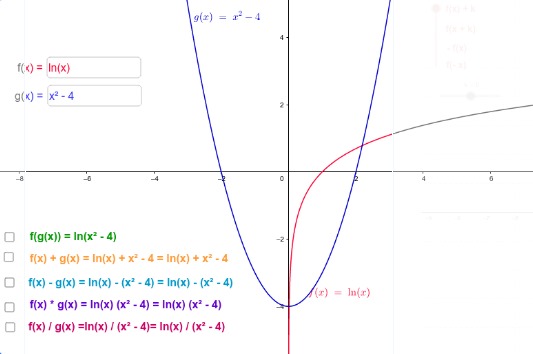 g(x) = x² − 4
f(x) = ln(x)
g(x) = x² - 4
4
2
-8
-6
-4
-2
0
2
4
6
-2
-4
f(x) = ln(x)
f(g(x)) = ln(x² - 4)
f(x) + g(x) = ln(x) + x² - 4 = ln(x) + x² - 4
f(x) - g(x) = ln(x) - (x² - 4) = ln(x) - (x² - 4)
f(x) * g(x) = ln(x) (x² - 4) = ln(x) (x² - 4)
f(x) / g(x) =ln(x) / (x² - 4)= ln(x) / (x² - 4)